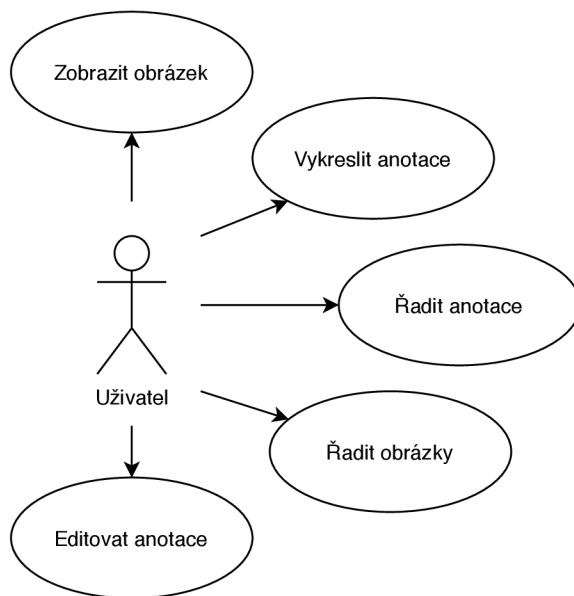 Zobrazit obrázek
Vykreslit anotace
Řadit anotace
Uživatel
Řadit obrázky
Editovat anotace